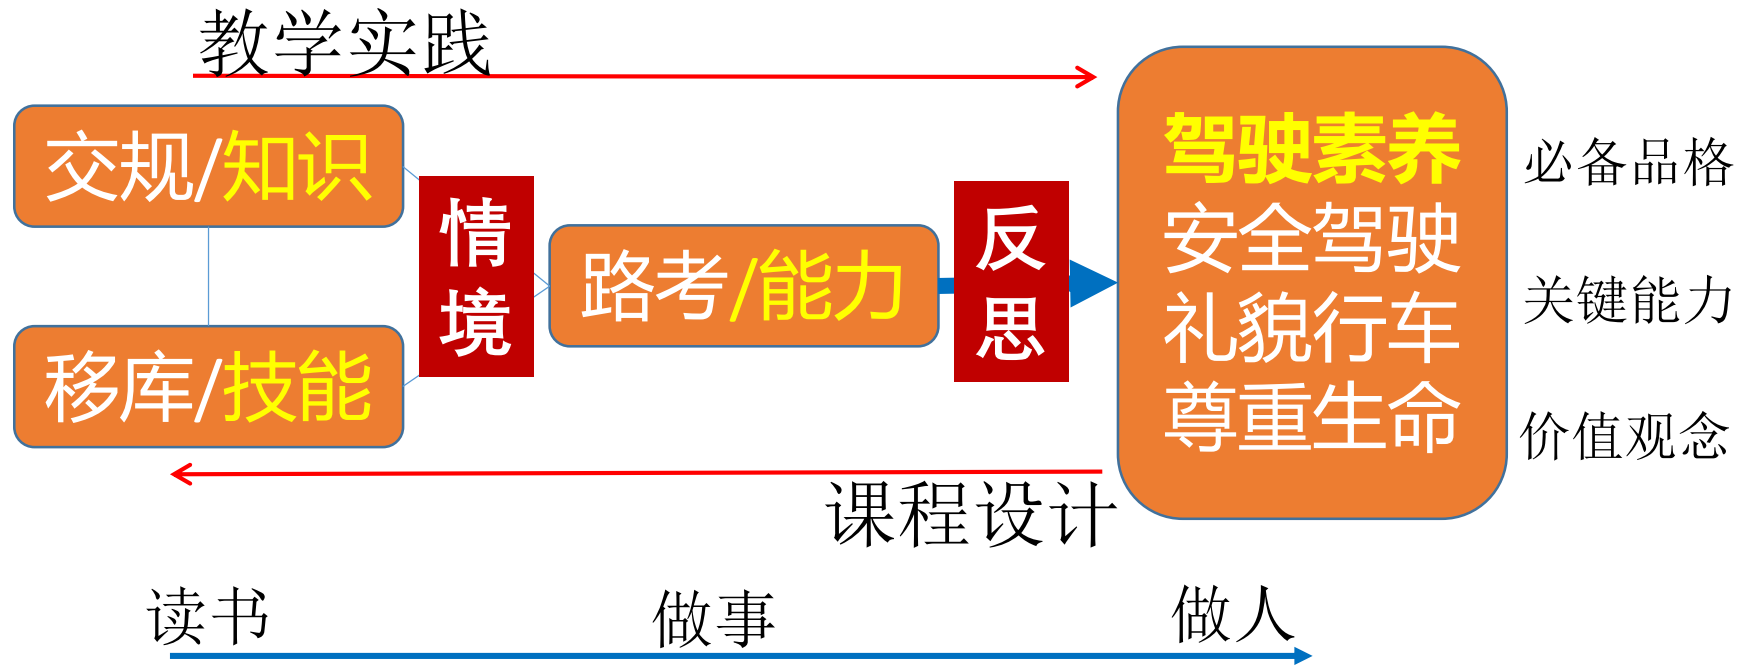 教学实践
交规/知识
移库/技能
情境
路考/能力
反思
驾驶素养
安全驾驶
礼貌行车
尊重生命
必备品格
关键能力
价值观念
课程设计
读书
做事
做人